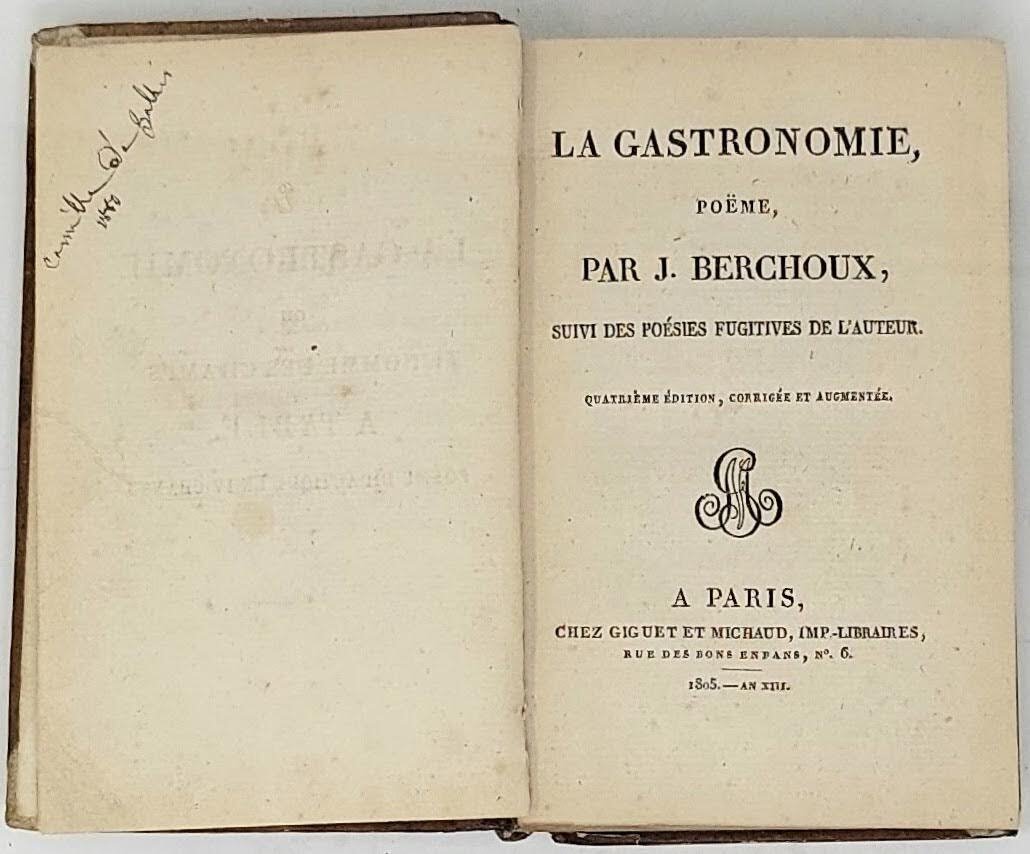 Camille
LA GASTRONOMIE,
POËME,
PAR J. BERCHOUX,
SUIVI DES POÉSIES FUGITIVES DE L'AUTEUR.
QUATRIÈME ÉDITION, CORRIGÉE ET AUGMENTÉE.
A PARIS,
CHEZ GIGUET ET MICHAUD, IMP.-LIBRAIRES,
RUE DES BONS ENFANS, N°. 6.
1805.—AN XIII.